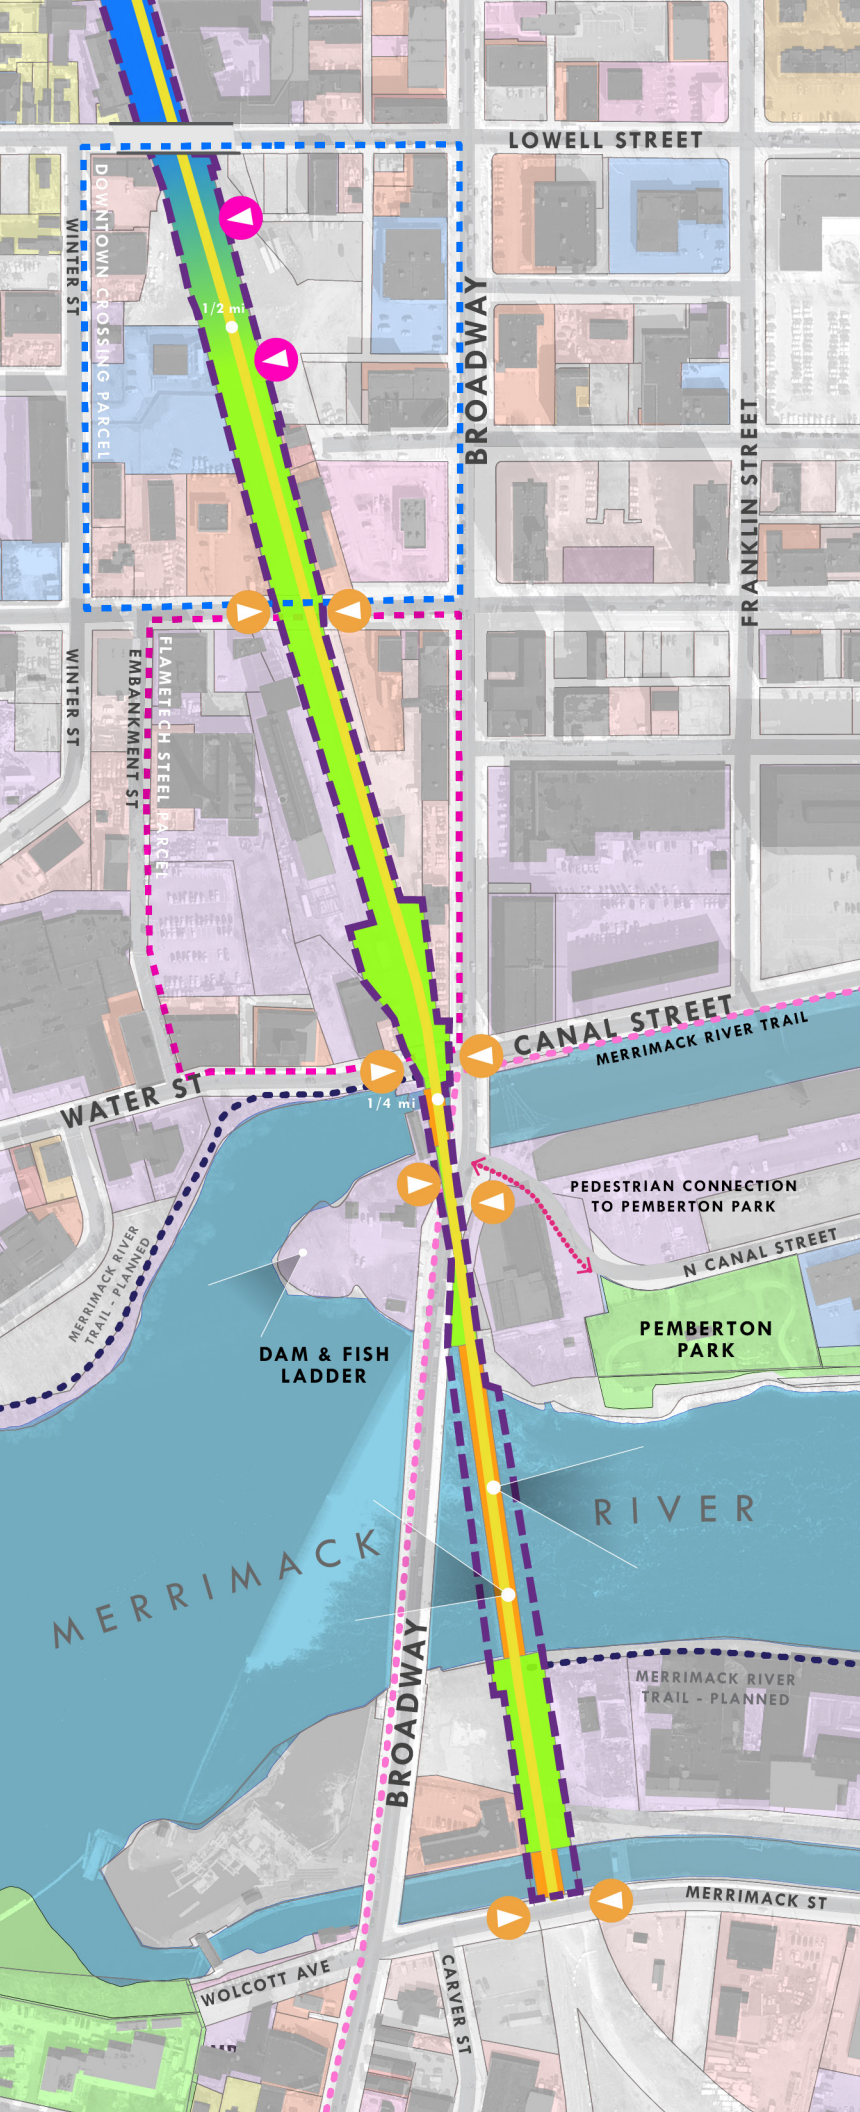 LOWELL STREET
WINTER ST
DOWNTOWN CROSSING PARCEL
BROADWAY
1/2 mi
FRANKLIN STREET
WINTER ST
EMBANKMENT ST
FLAMETECH STEEL PARCEL
CANAL STREET
MERRIMACK RIVER TRAIL
WATER ST
1/4 mi
PEDESTRIAN CONNECTION
TO PEMBERTON PARK
N CANAL STREET
MERRIMACK RIVER
TRAIL - PLANNED
PEMBERTON
PARK
DAM & FISH
LADDER
MERRIMACK RIVER
BROADWAY
MERRIMACK RIVER
TRAIL - PLANNED
MERRIMACK ST
WOLCOTT AVE
CARVER ST